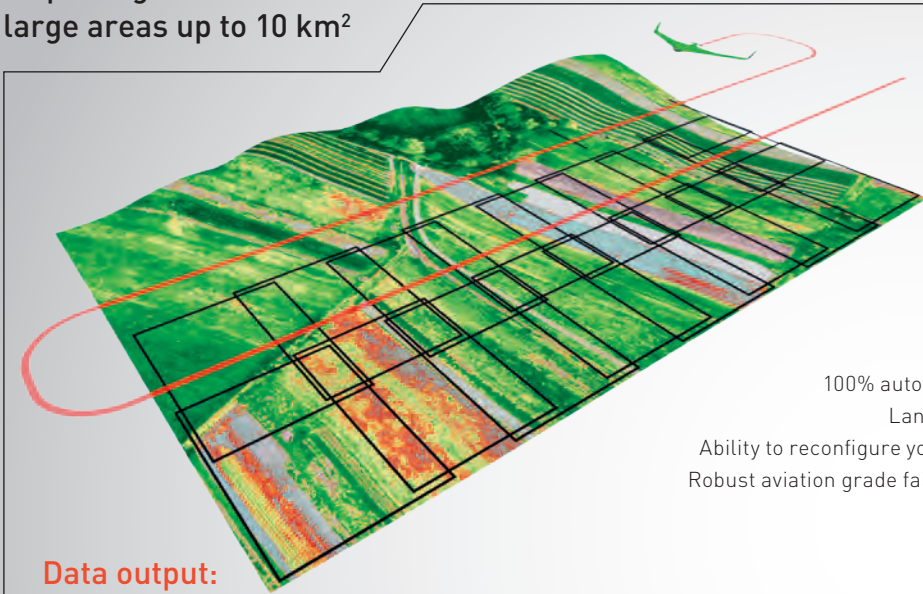 large areas up to 10 km²
100% auto
Lan
Ability to reconfigure yo
Robust aviation grade fa
Data output: